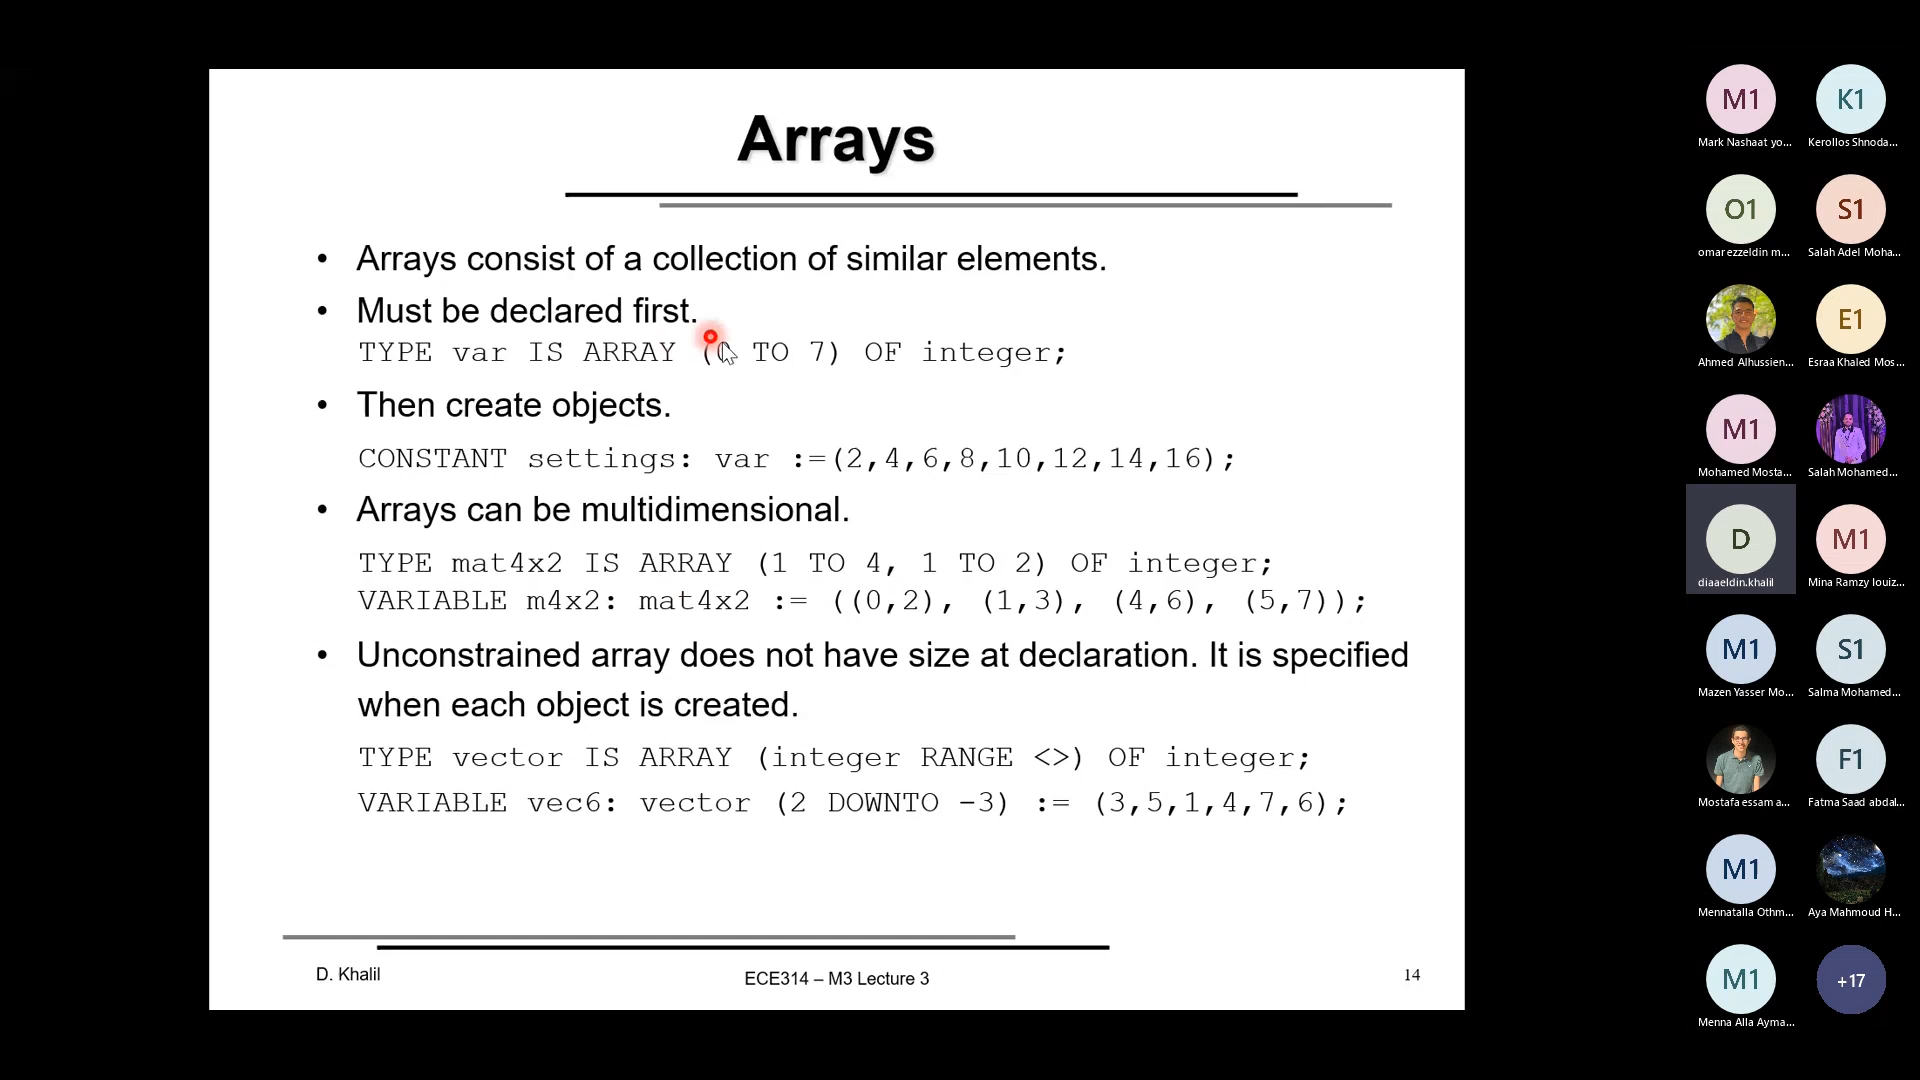 Arrays
• Arrays consist of a collection of similar elements.
• Must be declared first.
TYPE var IS ARRAY (0 TO 7) OF integer;
• Then create objects.
CONSTANT settings: var :=(2,4,6,8,10,12,14,16);
• Arrays can be multidimensional.
TYPE mat4x2 IS ARRAY (1 TO 4, 1 TO 2) OF integer;
VARIABLE m4x2: mat4x2 := ((0,2), (1,3), (4,6), (5,7));
• Unconstrained array does not have size at declaration. It is specified
when each object is created.
TYPE vector IS ARRAY (integer RANGE <>) OF integer;
VARIABLE vec6: vector (2 DOWNTO -3) := (3,5,1,4,7,6);
D. Khalil
ECE314 – M3 Lecture 3
14
M1
K1
Mark Nashaat yo...
Kerollos Shnoda...
O1
S1
omar ezzeldin m...
Salah Adel Moha...
E1
Ahmed Alhussien...
Esraa Khaled Mos...
M1
Mohamed Mosta...
Salah Mohamed...
D
M1
diaaeldin.khalil
Mina Ramzy louiz...
M1
S1
Mazen Yasser Mo...
Salma Mohamed...
F1
Mostafa essam a...
Fatma Saad abdal...
M1
Mennatalla Othm...
Aya Mahmoud H...
M1
+17
Menna Alla Ayma...